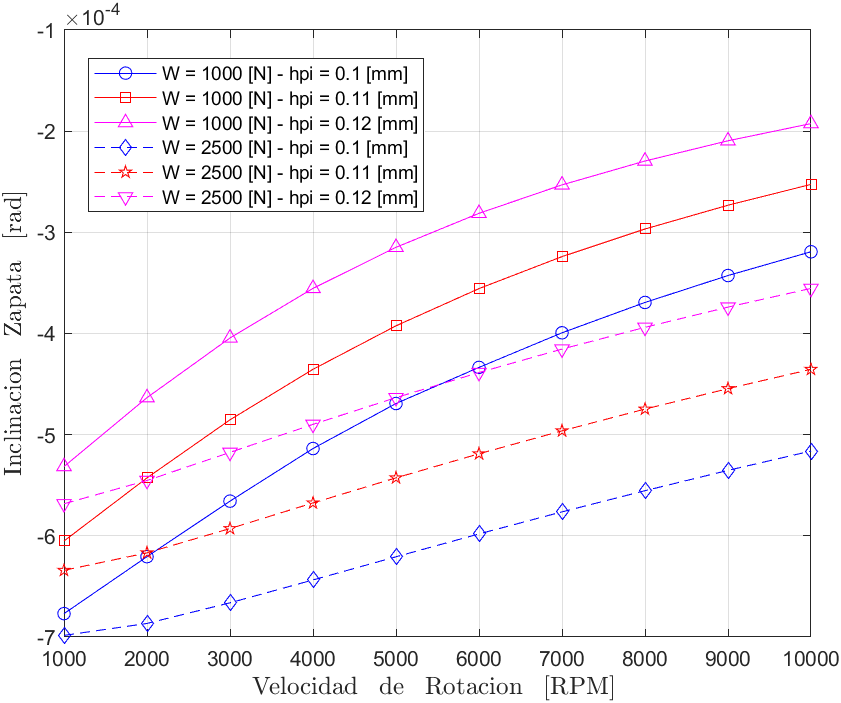 ×10⁻⁴
-1
-2
-3
-4
-5
-6
-7
W = 1000 [N] - hpi = 0.1 [mm]
W = 1000 [N] - hpi = 0.11 [mm]
W = 1000 [N] - hpi = 0.12 [mm]
W = 2500 [N] - hpi = 0.1 [mm]
W = 2500 [N] - hpi = 0.11 [mm]
W = 2500 [N] - hpi = 0.12 [mm]
Inclinacion Zapata [rad]
1000 2000 3000 4000 5000 6000 7000 8000 9000 10000
Velocidad de Rotacion [RPM]